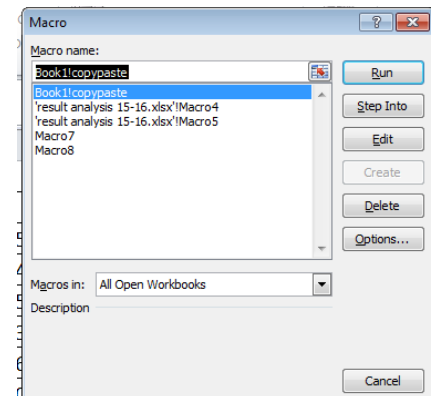 Macro
Macro name:
Book1!copypaste
Run
Book1!copypaste
'result analysis 15-16.xlsx'!Macro4
'result analysis 15-16.xlsx'!Macro5
Macro7
Macro8
Step Into
Edit
Create
Delete
Options...
Macros in: All Open Workbooks
Description
Cancel